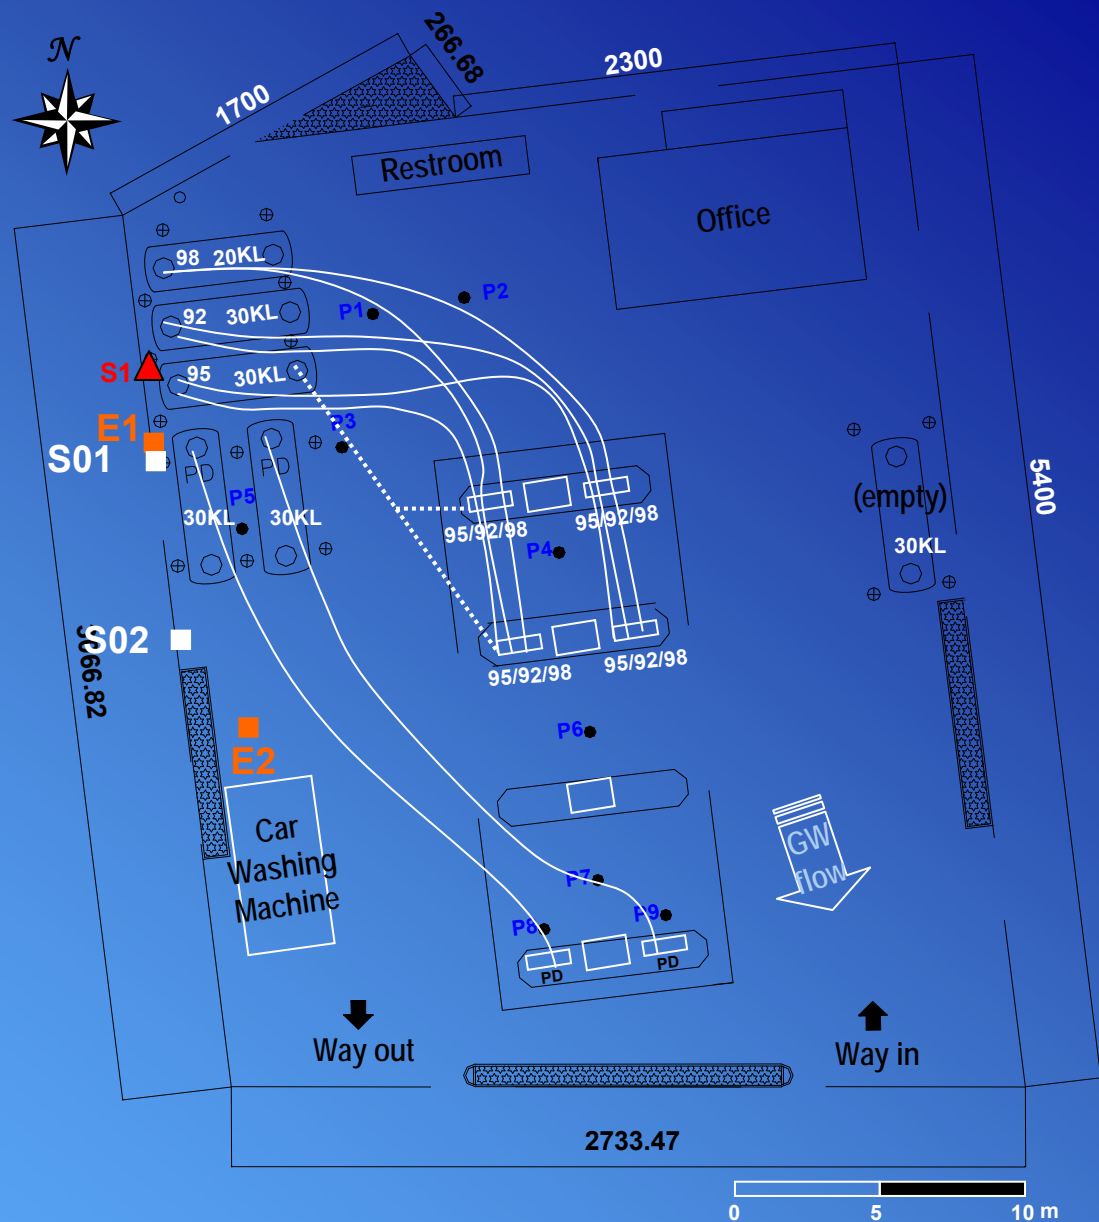 N
266.68
2300
1700
Restroom
Office
98 20KL
92 30KL
95 30KL
P1
P2
S1
E1
S01
P3
PD
PD
P5
30KL
30KL
95/92/98
95/92/98
P4
(empty)
30KL
5400
S02
3066.82
95/92/98
95/92/98
P6
E2
Car
Washing
Machine
GW
flow
P7
P8
P9
PD
PD
Way out
Way in
2733.47
0 5 10 m